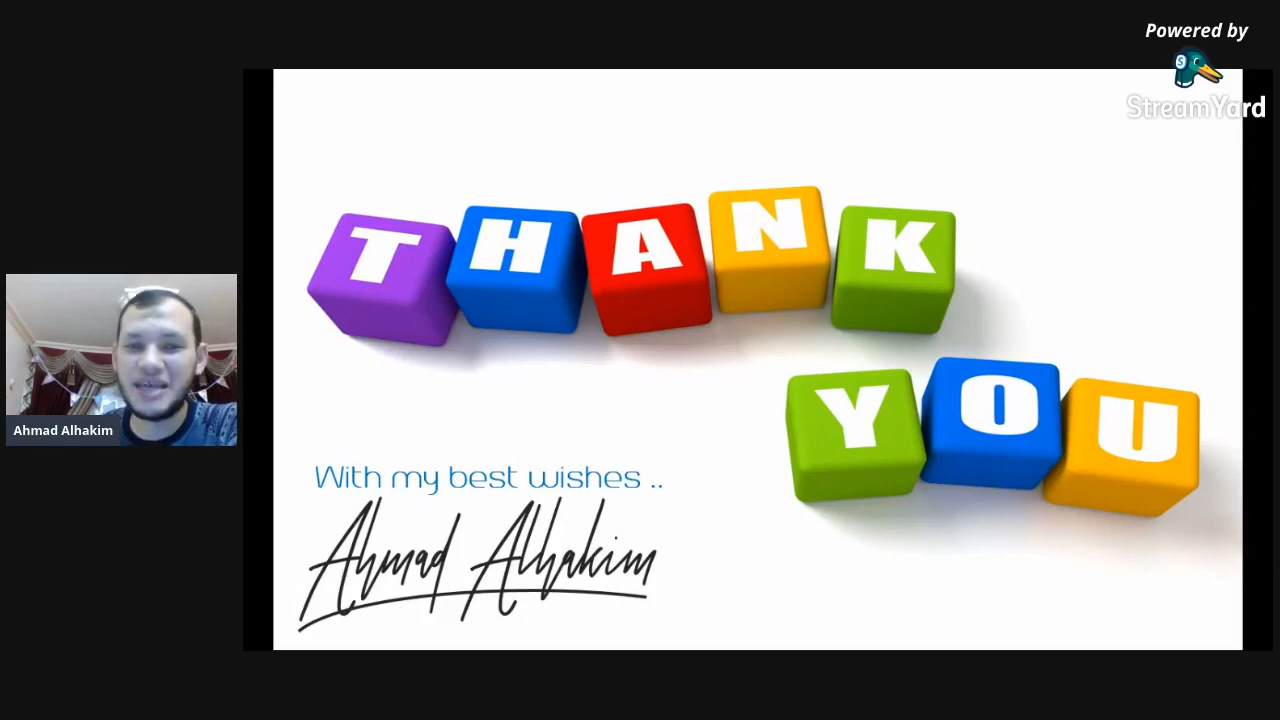 Powered by
StreamYard
THANK
YOU
With my best wishes ..
Ahmad Alhakim
Ahmad Alhakim